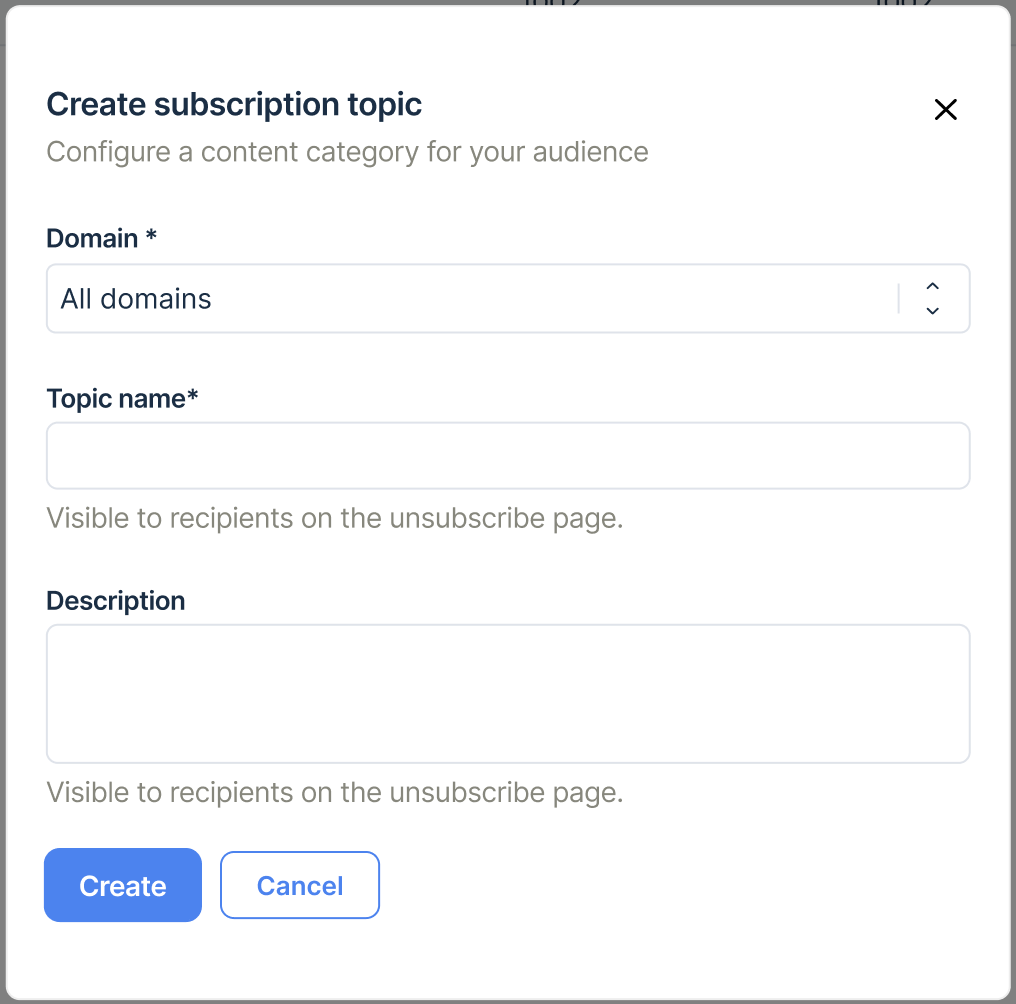 Create subscription topic
Configure a content category for your audience
Domain *
All domains
Topic name*
Visible to recipients on the unsubscribe page.
Description
Visible to recipients on the unsubscribe page.
Create
Cancel